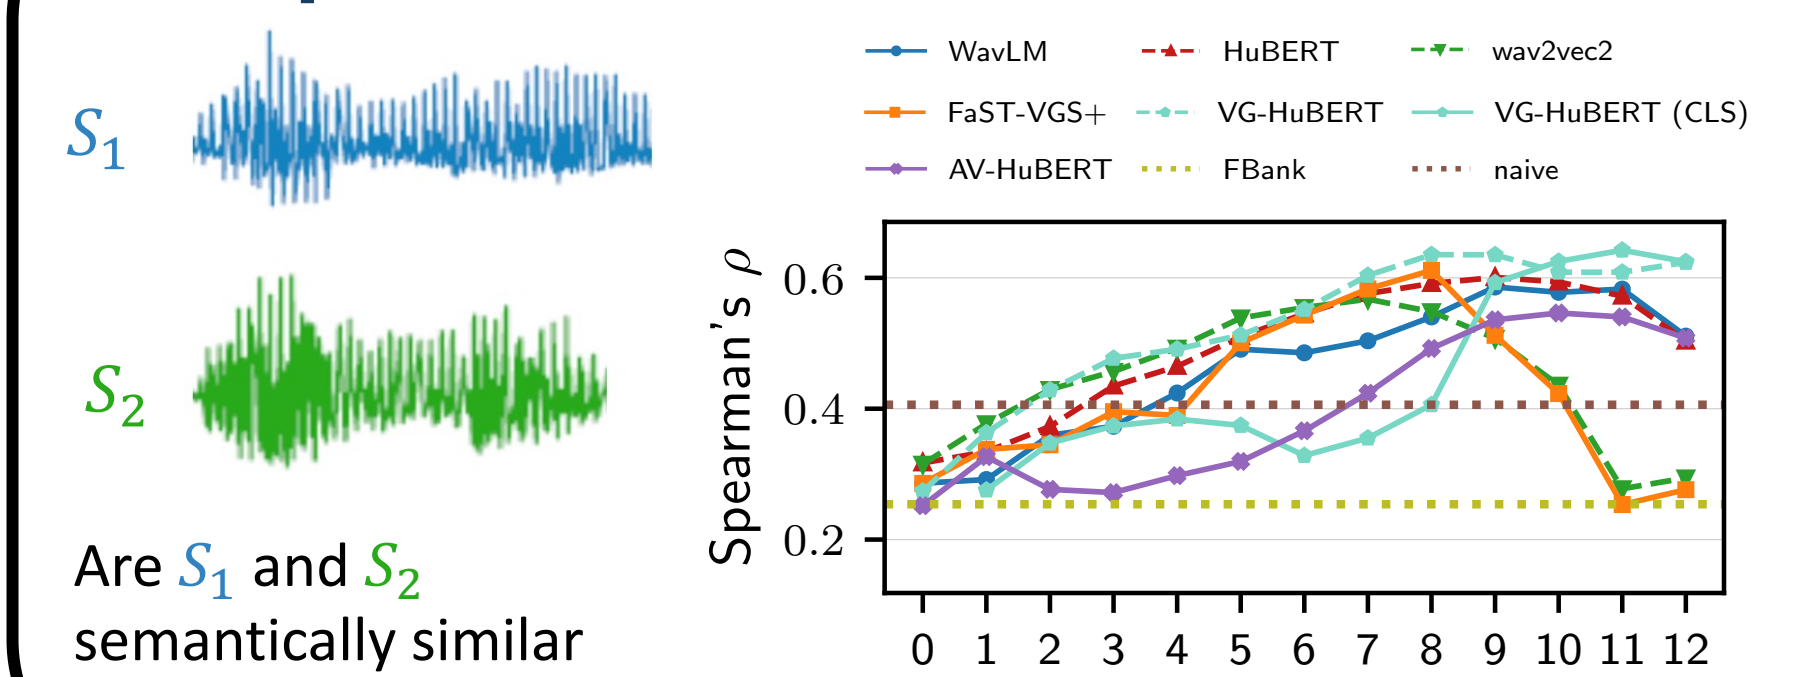 S1
S2
Are S1 and S2
semantically similar
WavLM HuBERT wav2vec2
FaST-VGS+ VG-HuBERT VG-HuBERT (CLS)
AV-HuBERT FBank naive
Spearman's ρ
0.6
0.4
0.2
0 1 2 3 4 5 6 7 8 9 10 11 12